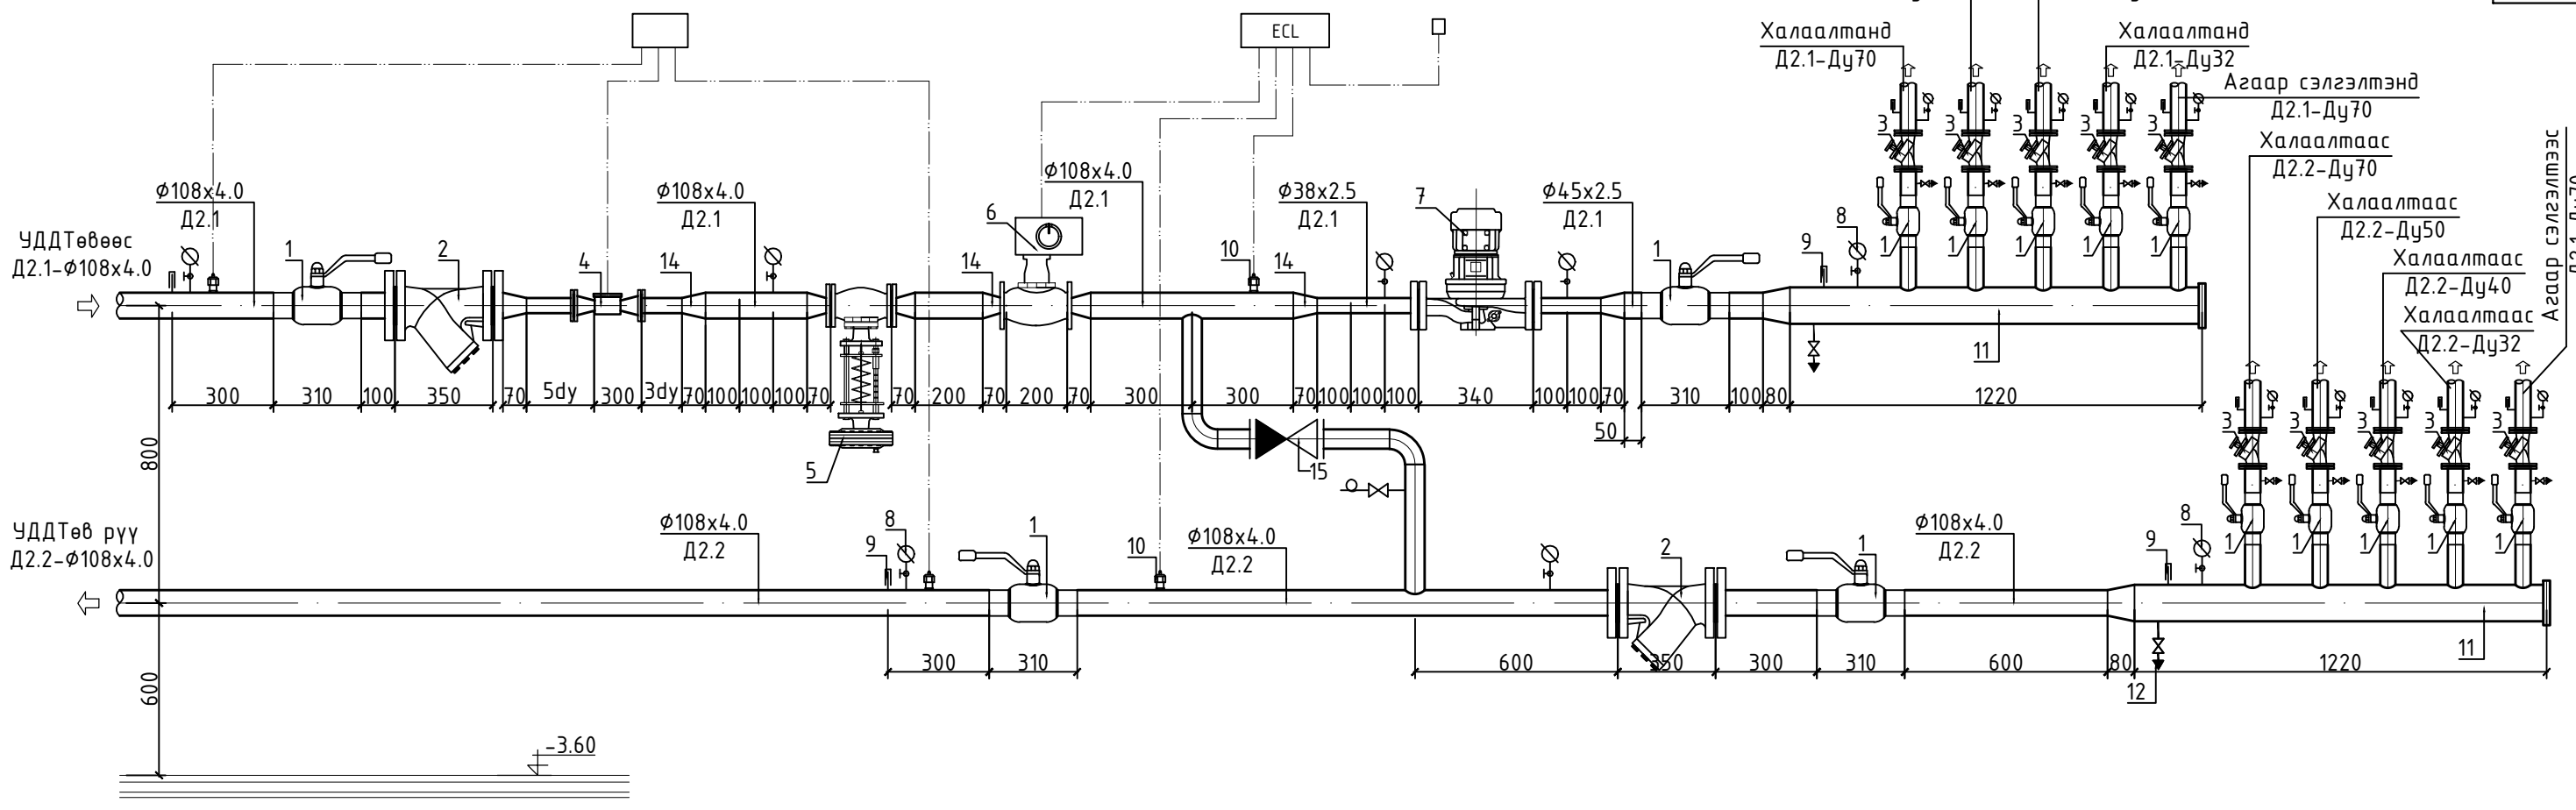 ECL
Халаалтанд
Д2.1-Ду70
Халаалтанд
Д2.1-Ду32
Агаар сэлгэлтэнд
Д2.1-Ду70
Халаалтаас
Д2.2-Ду70
Халаалтаас
Д2.2-Ду50
Халаалтаас
Д2.2-Ду40
Халаалтаас
Д2.2-Ду32
Агаар сэлгэлтээс
3 3 3 3 3
1 1 1 1 1
УДДТөвөөс
Д2.1-Ф108x4.0
Ф108x4.0
Д2.1
Ф108x4.0
Д2.1
Ф108x4.0
Д2.1
Ф38x2.5
Д2.1
Ф45x2.5
Д2.1
1 2 4 14 14 6 10 14 7 1 9 8
11
300 310 100 350 70 5dy 300 3dy 70 100 100 100 70 70 200 70 200 70 300 300 70 100 100 100 340 100 100 70 310 100 80 1220
50
5
15
800
3 3 3 3 3
1 1 1 1 1
УДДТөв рүү
Д2.2-Ф108x4.0
Ф108x4.0
Д2.2
Ф108x4.0
Д2.2
Ф108x4.0
Д2.2
9 8 1 10 2 1 9 8
11
12
300 310 600 350 300 310 600 80 1220
600
-3.60